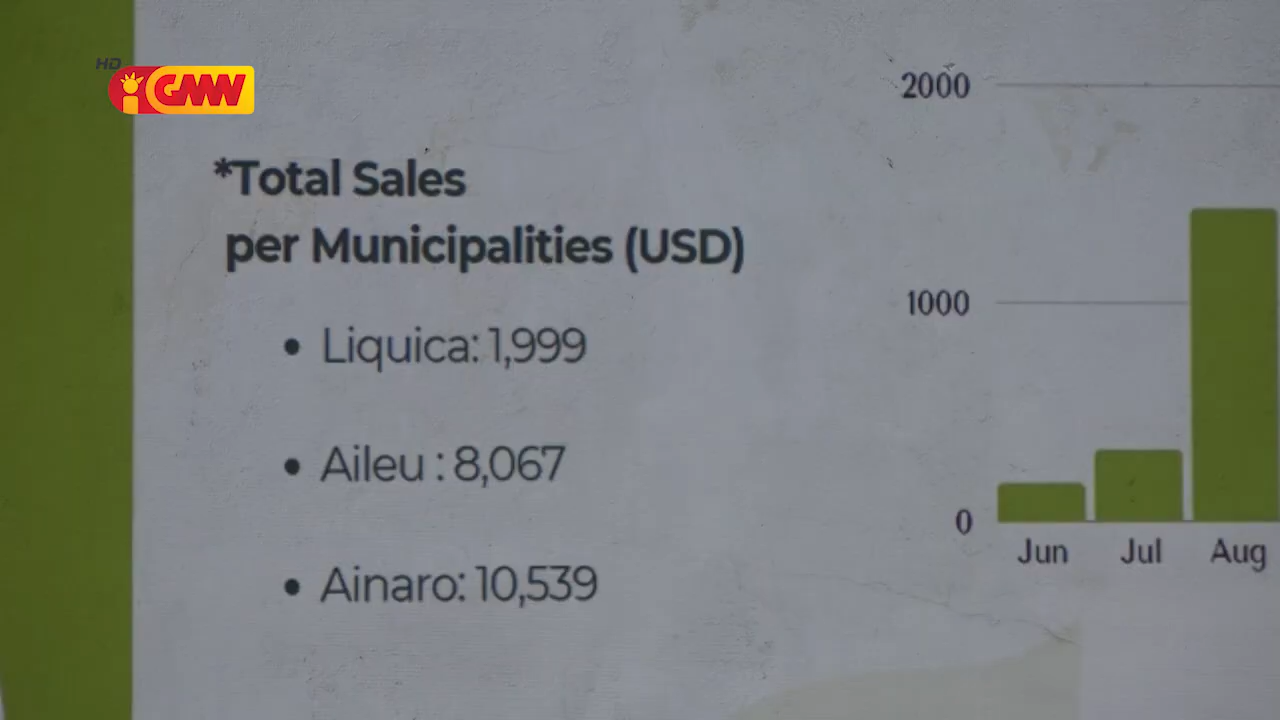 HD
GMW
*Total Sales
per Municipalities (USD)
• Liquica: 1,999
• Aileu : 8,067
• Ainaro: 10,539
2000
1000
0
Jun Jul Aug